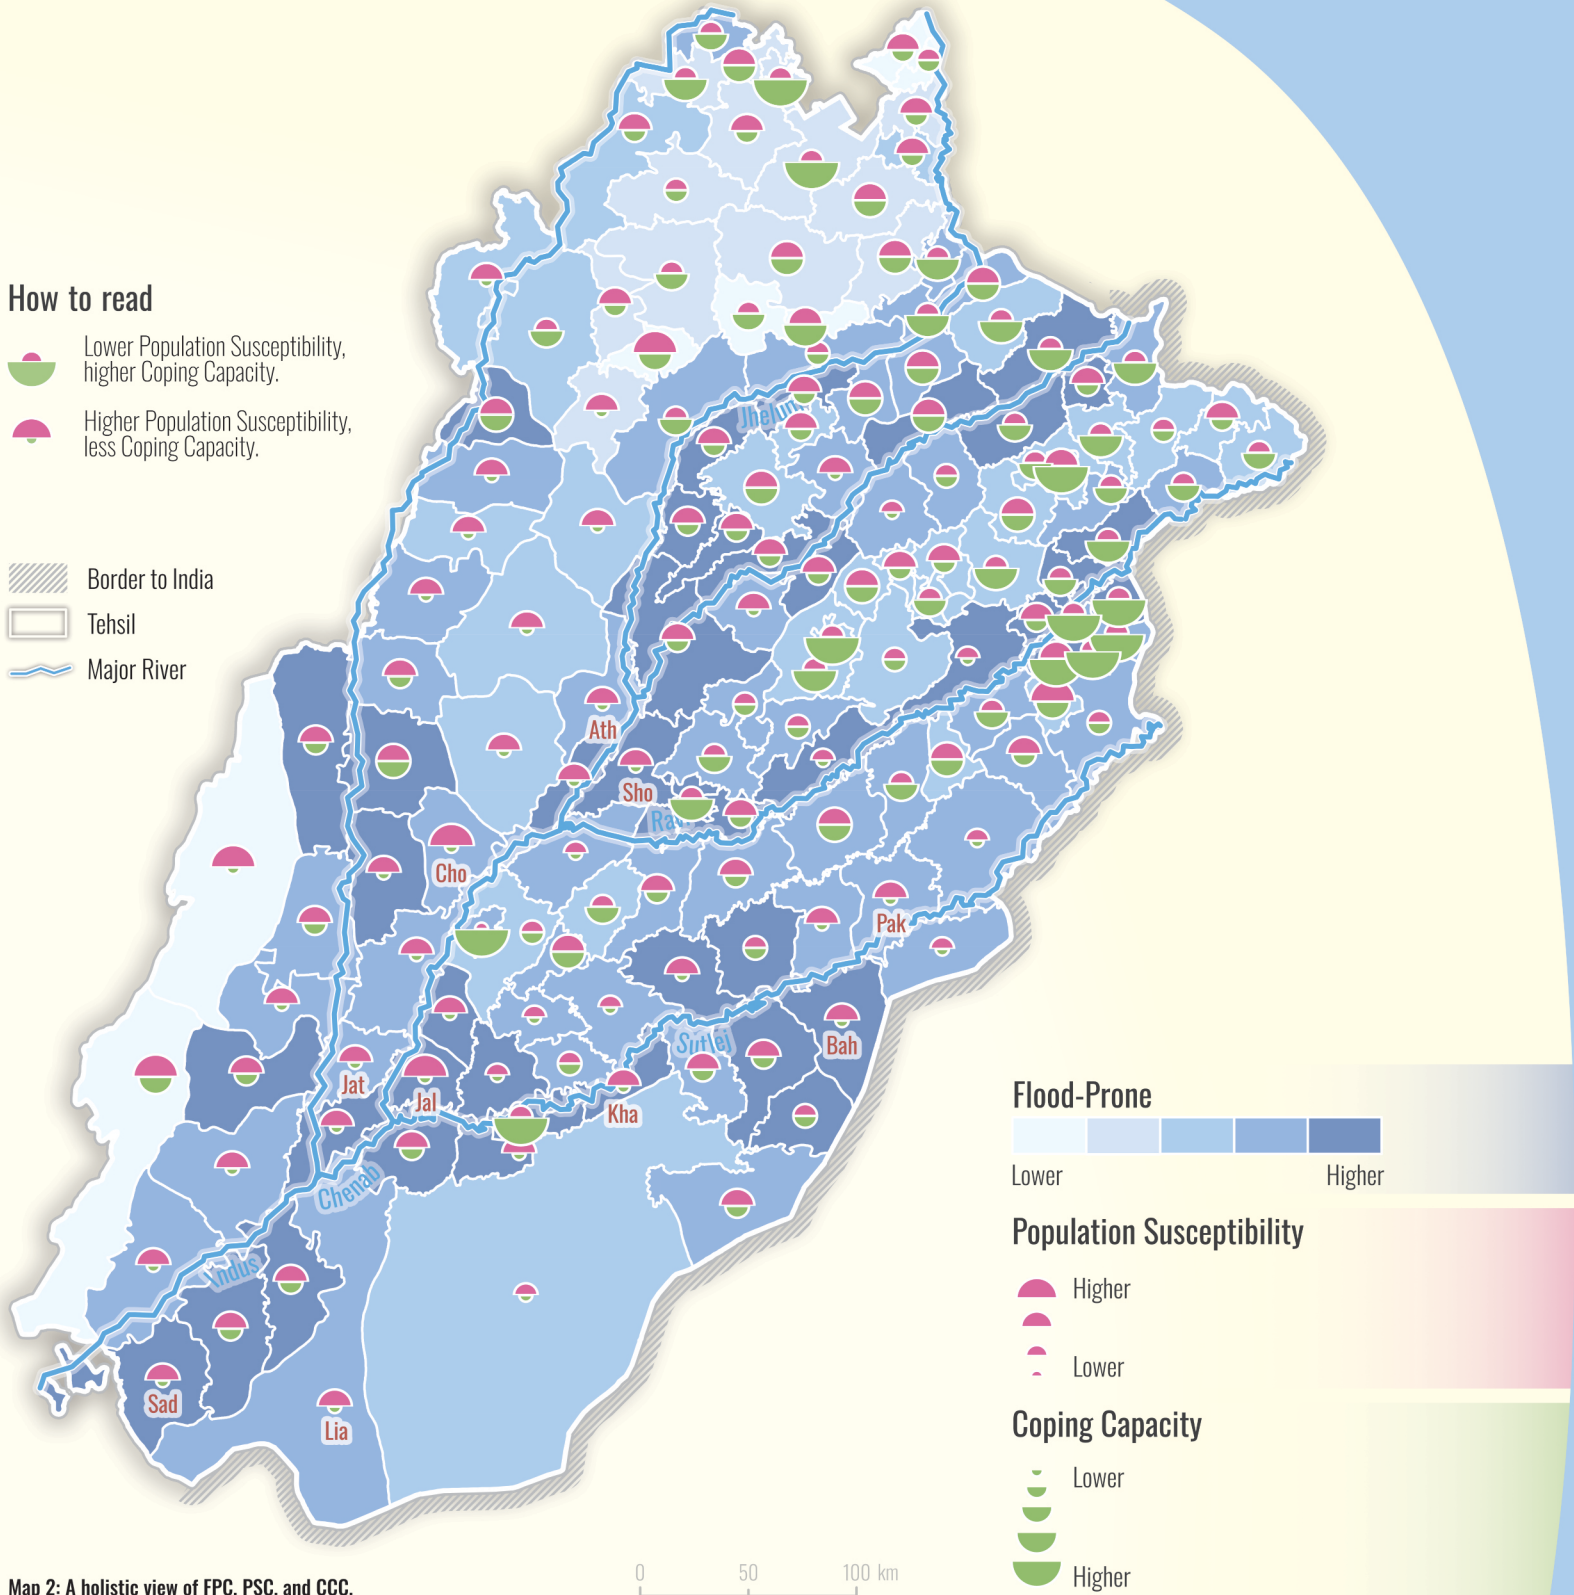 How to read
Lower Population Susceptibility,
higher Coping Capacity.
Higher Population Susceptibility,
less Coping Capacity.
Border to India
Tehsil
Major River
Jhelum
Ath
Sho
Ravi
Cho
Pak
Sutlej
Bah
Jat
Jal
Kha
Chenab
Indus
Sad
Lia
Flood-Prone
Lower
Higher
Population Susceptibility
Higher
Lower
Coping Capacity
Lower
Higher
0 50 100 km
Map 2: A holistic view of FPC, PSC, and CCC.